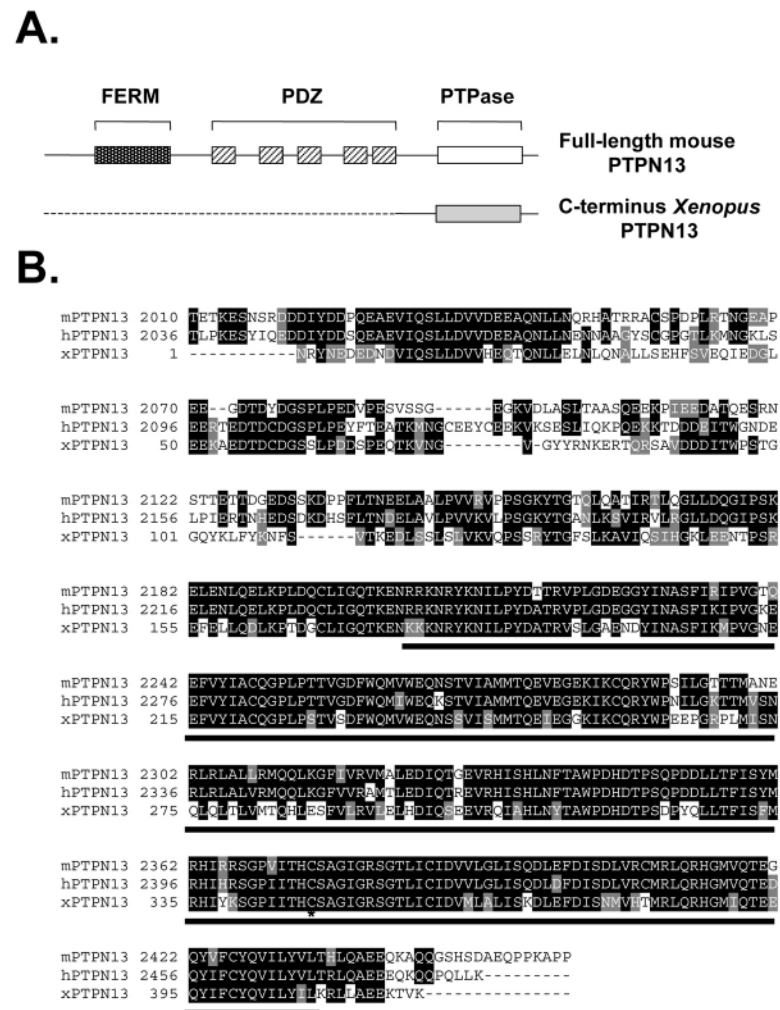 A.
FERM PDZ PTPase
Full-length mouse
PTPN13
C-terminus Xenopus
PTPN13
B.
mPTPN13 2010 TETKESNSRDDDIYDDPQEAEVIQSLLDVVDEEAQNLLNQRHATRRACSPDPLRTNGEAP
hPTPN13 2036 TLPKESYIQEDDIYDDSQEAEVIQSLLDVVDEEAQNLLNENNAAGYSCGPGTLKMNGKLS
xPTPN13 1 -----------NRYNEDEDNDVIQSLLDVVHEQTQNLLELNLQNALLSEHFSVEQIEDGL
mPTPN13 2070 EE--GDTDYDGSPLPEDVPESVSSG------EGKVDLASLTAASQEEKPIEEDATQESRN
hPTPN13 2096 EERTEDTDCDGSPLPEYFTEATKMNGCEEYCEEKVKSESLIQKPQEKKTDDDEITWGNDE
xPTPN13 50 EEKAEDTDCDGSSLPDDSPEQTKVNG-------V-GYYRNKERTQRSAVDDDDITWPSTG
mPTPN13 2122 STTETTDGEDSSKDPPFLTNEELAALPVVRVPPSGKYTGTQLQATIRTLQGLLDQGIPSK
hPTPN13 2156 LPIERTNHEDSDKDHSFLTNDELAVLPVVKVLPSGKYTGANLKSVIRVLRGLLDQGIPSK
xPTPN13 101 GQYKLFYKNFS------VTKEDLSSLSLVKVQPSSRYTGFSLKAVIQSIHGKLEENTPSR
mPTPN13 2182 ELENLQELKPLDQCLIGQTKENRRKNRYKNILPYDTTRVPLGDEGGYINASFIRIPVGTQ
hPTPN13 2216 ELENLQELKPLDQCLIGQTKENRRKNRYKNILPYDATRVPLGDEGGYINASFIKIPVGKE
xPTPN13 155 EFELLQDLKPTDGCLIGQTKENKKKNRYKNILPYDATRVSLGAENDYINASFIKMPVGNE
mPTPN13 2242 EFVYIACQGPLPTTVGDFWQMVWEQNSTVIAMMTQEVEGEKIKCQRYWPSILGTTTMANE
hPTPN13 2276 EFVYIACQGPLPTTVGDFWQMIWEQKSTVIAMMTQEVEGEKIKCQRYWPNILGKTTMVSN
xPTPN13 215 EFVYIACQGPLPSTVSDFWQMVWEQNSSVISMMTQEIEGGKIKCQRYWPEEPGRPLMISN
mPTPN13 2302 RLRLALLRMQQLKGFIVRVMALEDIQTGEVRHISHLNFTAWPDHDTPSQPDDLLTFISYM
hPTPN13 2336 RLRLALVRMQQLKGFVVRAMTLEDIQTREVRHISHLNFTAWPDHDTPSQPDDLLTFISYM
xPTPN13 275 QLQLTLVMTQHLESFVLRVLELHDIQSEEVRQIAHLNYTAWPDHDTPSDPYQLLTFISFM
mPTPN13 2362 RHIRRSGPVITHCSAGIGRSGTLICIDVVLGLISQDLEFDISDLVRCMRLQRHGMVQTEG
hPTPN13 2396 RHIHRSGPIITHCSAGIGRSGTLICIDVVLGLISQDLDFDISDLVRCMRLQRHGMVQTED
xPTPN13 335 RHIYKSGPIITHCSAGIGRSGTLICIDVMLALISKDLEFDISNMVHTMRLQRHGMIQTEE
*
mPTPN13 2422 QYVFCYQVILYVLTHLQAEEQKAQQGSHSDAEQPPKAPP
hPTPN13 2456 QYIFCYQVILYVLTRLQAEEEQKQQPQLLK---------
xPTPN13 395 QYIFCYQVILYILKRLLAEEKTVK---------------